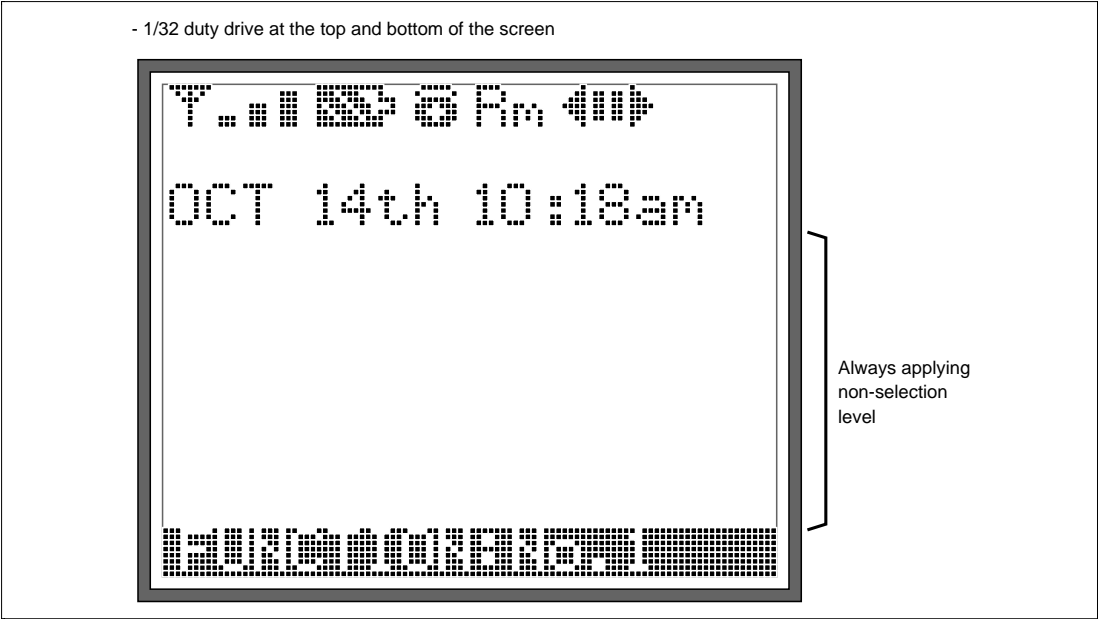 - 1/32 duty drive at the top and bottom of the screen
Rm
OCT 14th 10:18am
Always applying
non-selection
level